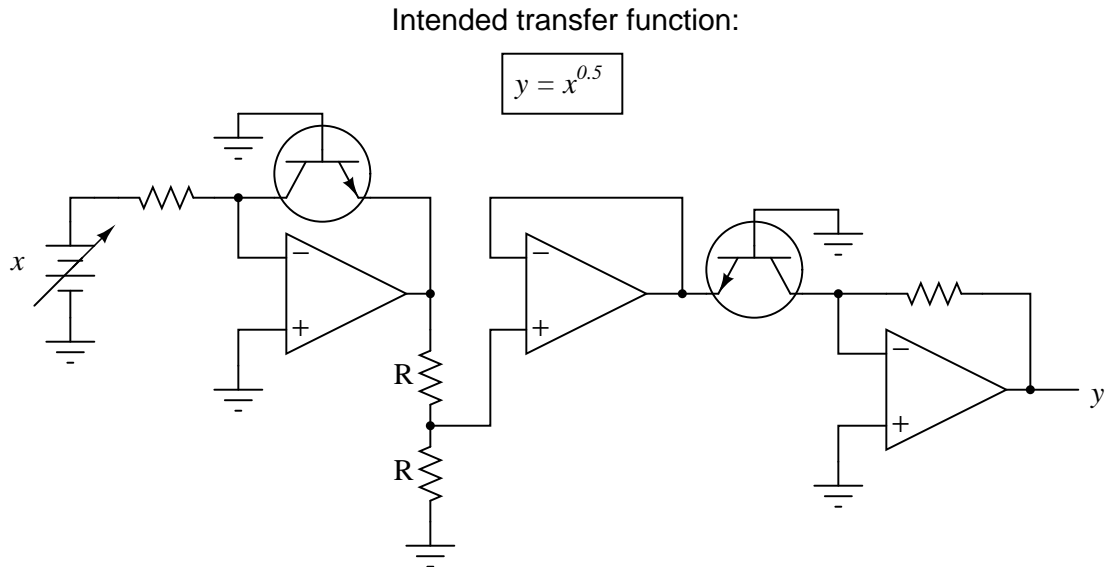 Intended transfer function:
y = x^0.5
x
−
+
R
R
−
+
−
+
y